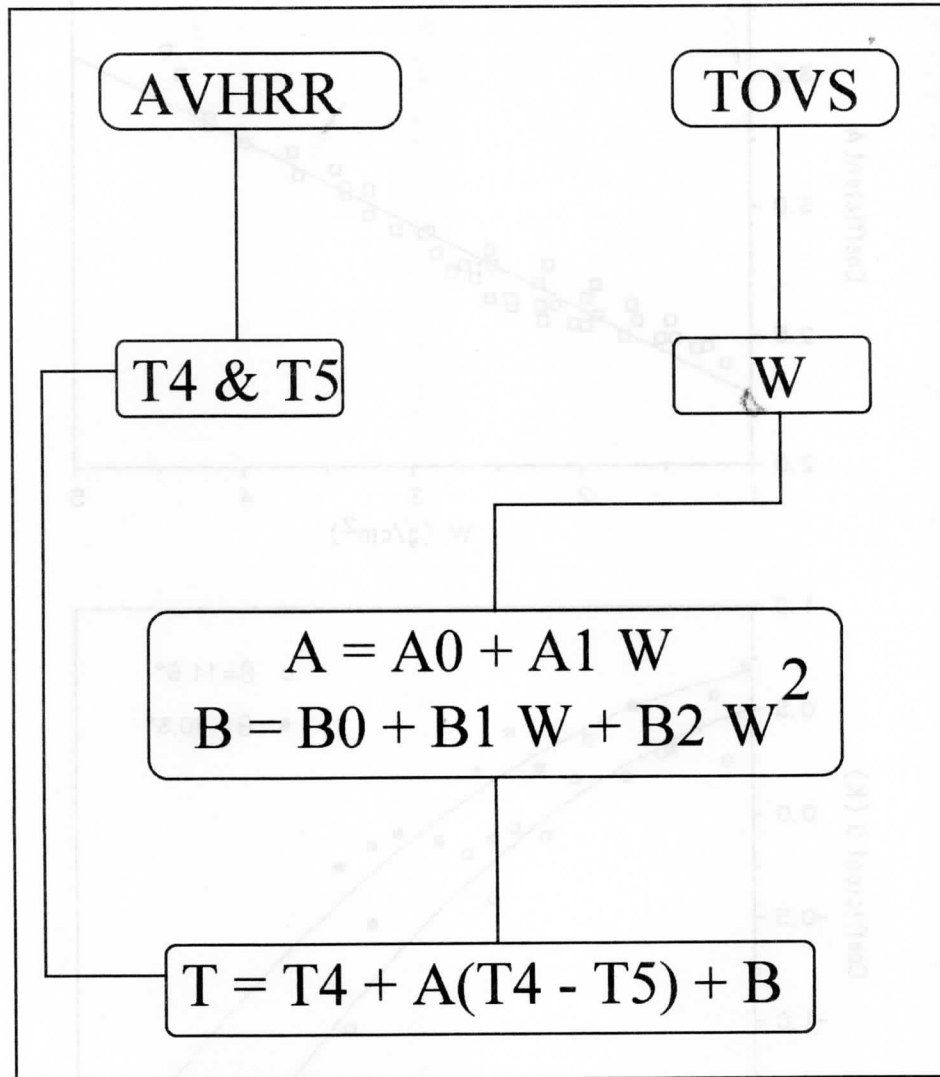 AVHRR
TOVS
T4 & T5
W
A = A0 + A1 W
B = B0 + B1 W + B2 W 2
T = T4 + A(T4 - T5) + B